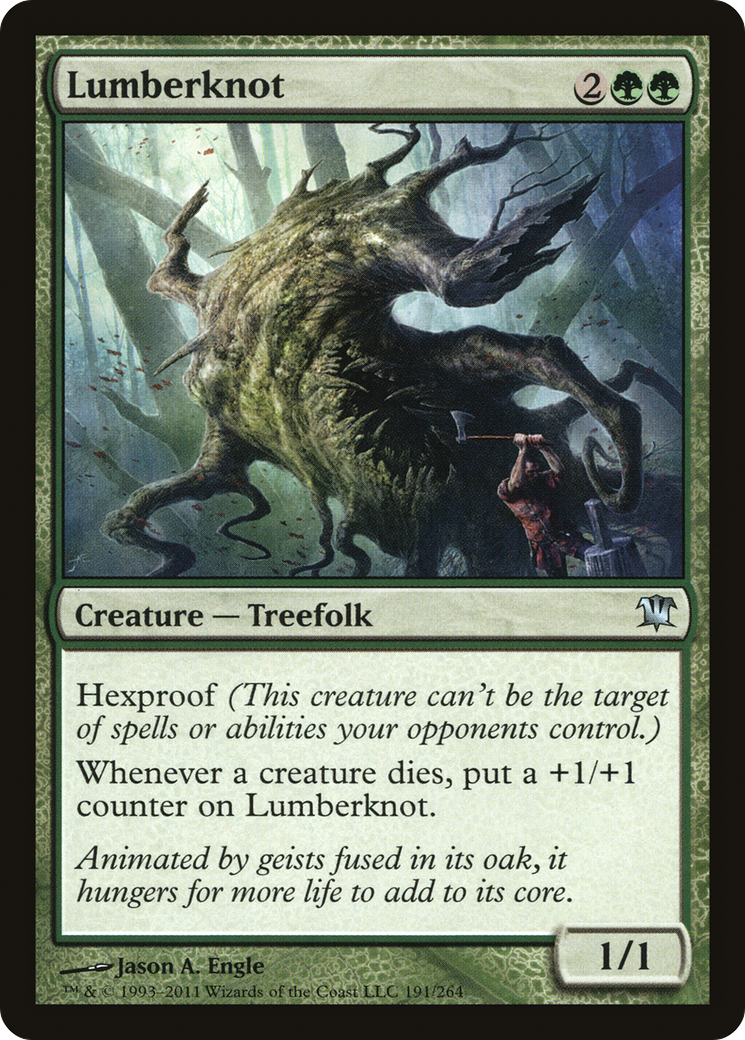 Lumberknot 2
Creature — Treefolk
Hexproof (This creature can't be the target
of spells or abilities your opponents control.)
Whenever a creature dies, put a +1/+1
counter on Lumberknot.
Animated by geists fused in its oak, it
hungers for more life to add to its core.
1/1
Jason A. Engle
™ & © 1993–2011 Wizards of the Coast LLC 191/264